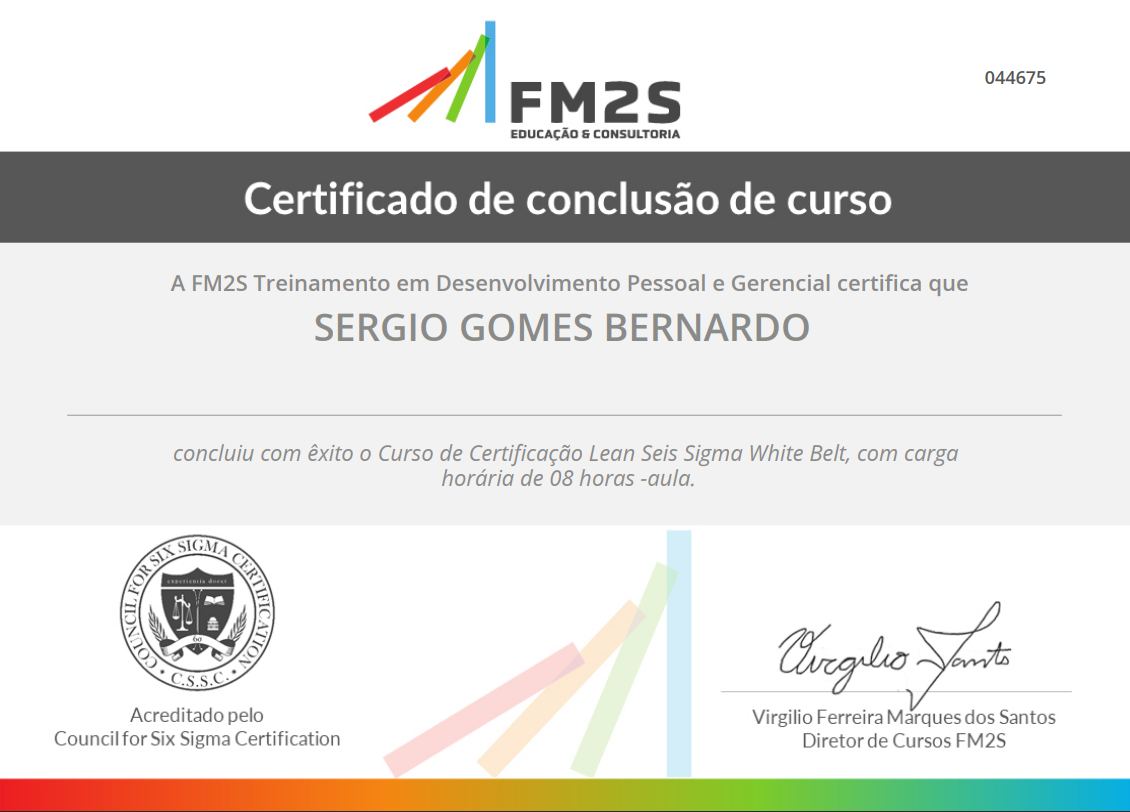 FM2S
EDUCAÇÃO & CONSULTORIA
044675
Certificado de conclusão de curso
A FM2S Treinamento em Desenvolvimento Pessoal e Gerencial certifica que
SERGIO GOMES BERNARDO
concluiu com êxito o Curso de Certificação Lean Seis Sigma White Belt, com carga
horária de 08 horas -aula.
COUNCIL FOR SIX SIGMA CERTIFICATION
experientia docet
6σ
• C.S.S.C. •
Acreditado pelo
Council for Six Sigma Certification
Virgilio Santos
Virgilio Ferreira Marques dos Santos
Diretor de Cursos FM2S